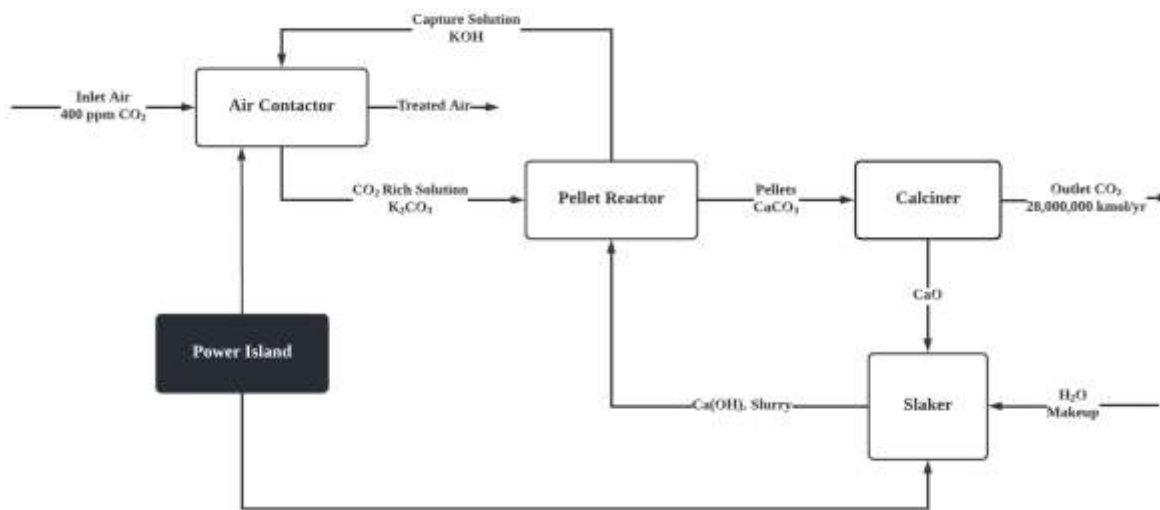 Capture Solution
KOH
Inlet Air
400 ppm CO₂
Air Contactor
Treated Air
CO₂ Rich Solution
K₂CO₃
Pellet Reactor
Pellets
CaCO₃
Calciner
Outlet CO₂
28,000,000 kmol/yr
CaO
Power Island
Ca(OH)₂ Slurry
Slaker
H₂O
Makeup